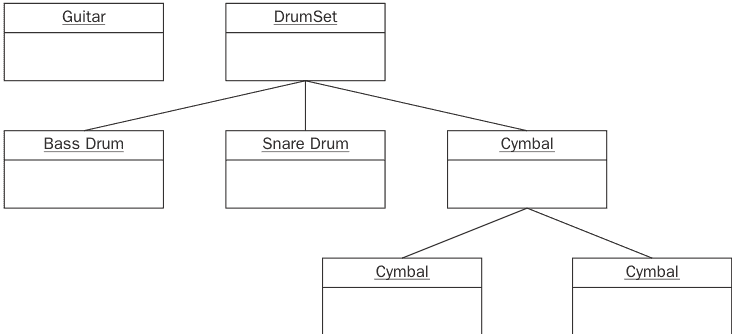 Guitar
DrumSet
Bass Drum
Snare Drum
Cymbal
Cymbal
Cymbal